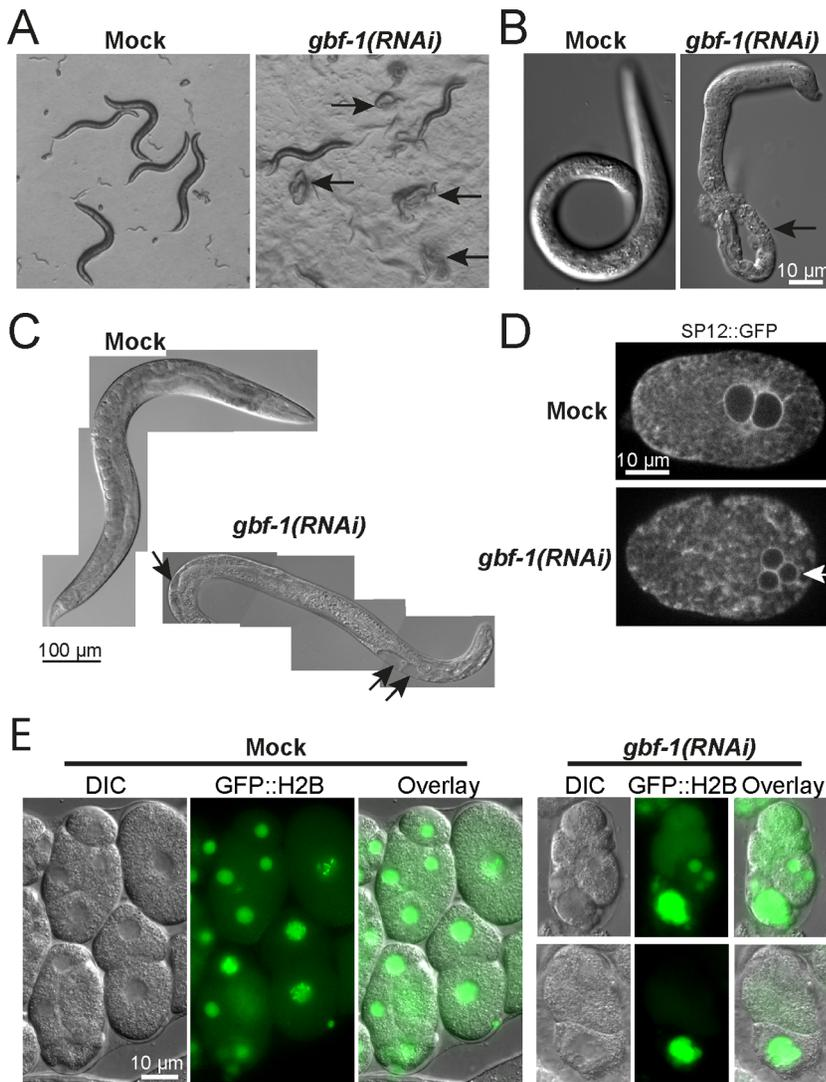 A
Mock
gbf-1(RNAi)
B
Mock
gbf-1(RNAi)
10 µm
C
Mock
gbf-1(RNAi)
100 µm
D
SP12::GFP
Mock
10 µm
gbf-1(RNAi)
E
Mock
gbf-1(RNAi)
DIC GFP::H2B Overlay
DIC GFP::H2B Overlay
10 µm